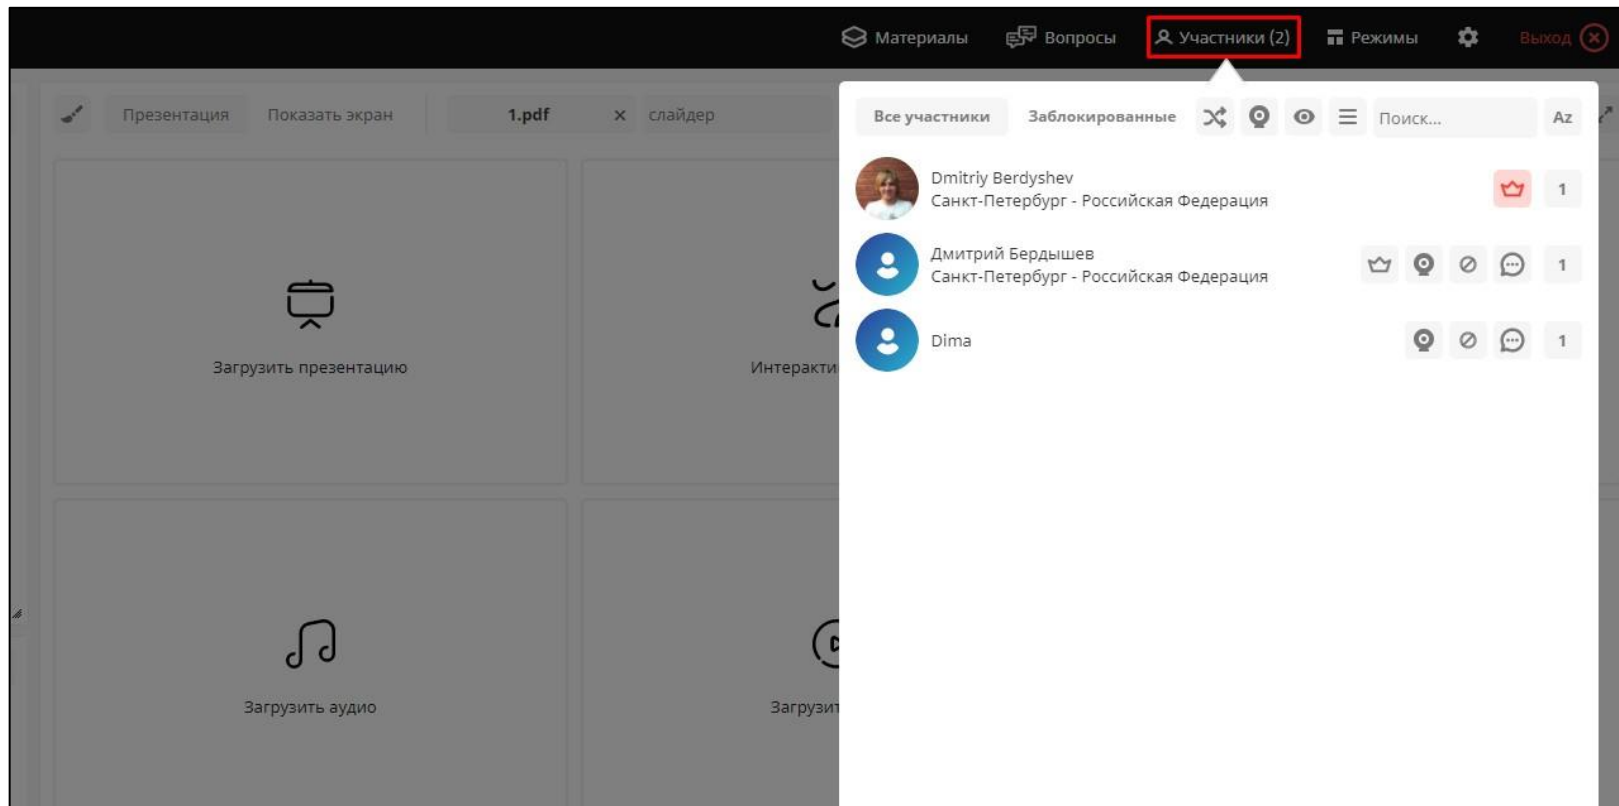 Материалы
Вопросы
Участники (2)
Режимы
Выход
Презентация
Показать экран
1.pdf
слайдер
Все участники
Заблокированные
Поиск...
Az
Dmitriy Berdyshev
Санкт-Петербург - Российская Федерация
1
Дмитрий Бердышев
Санкт-Петербург - Российская Федерация
1
Dima
1
Загрузить презентацию
Интеракти
Загрузить аудио
Загрузит